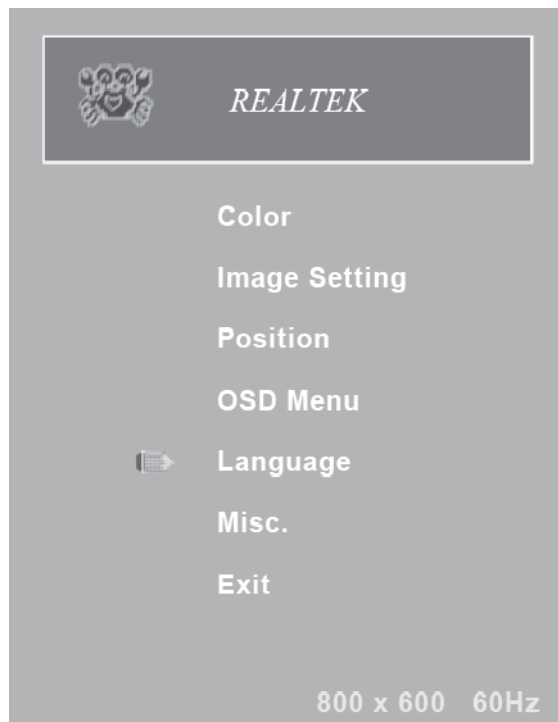 REALTEK
Color
Image Setting
Position
OSD Menu
Language
Misc.
Exit
800 x 600 60Hz